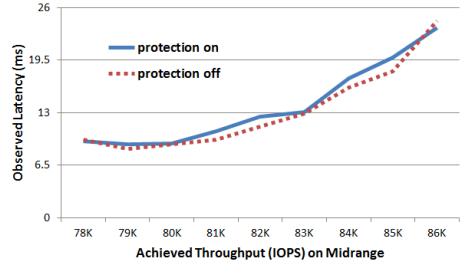 26
19.5
13
6.5
0
Observed Latency (ms)
protection on
protection off
78K 79K 80K 81K 82K 83K 84K 85K 86K
Achieved Throughput (IOPS) on Midrange